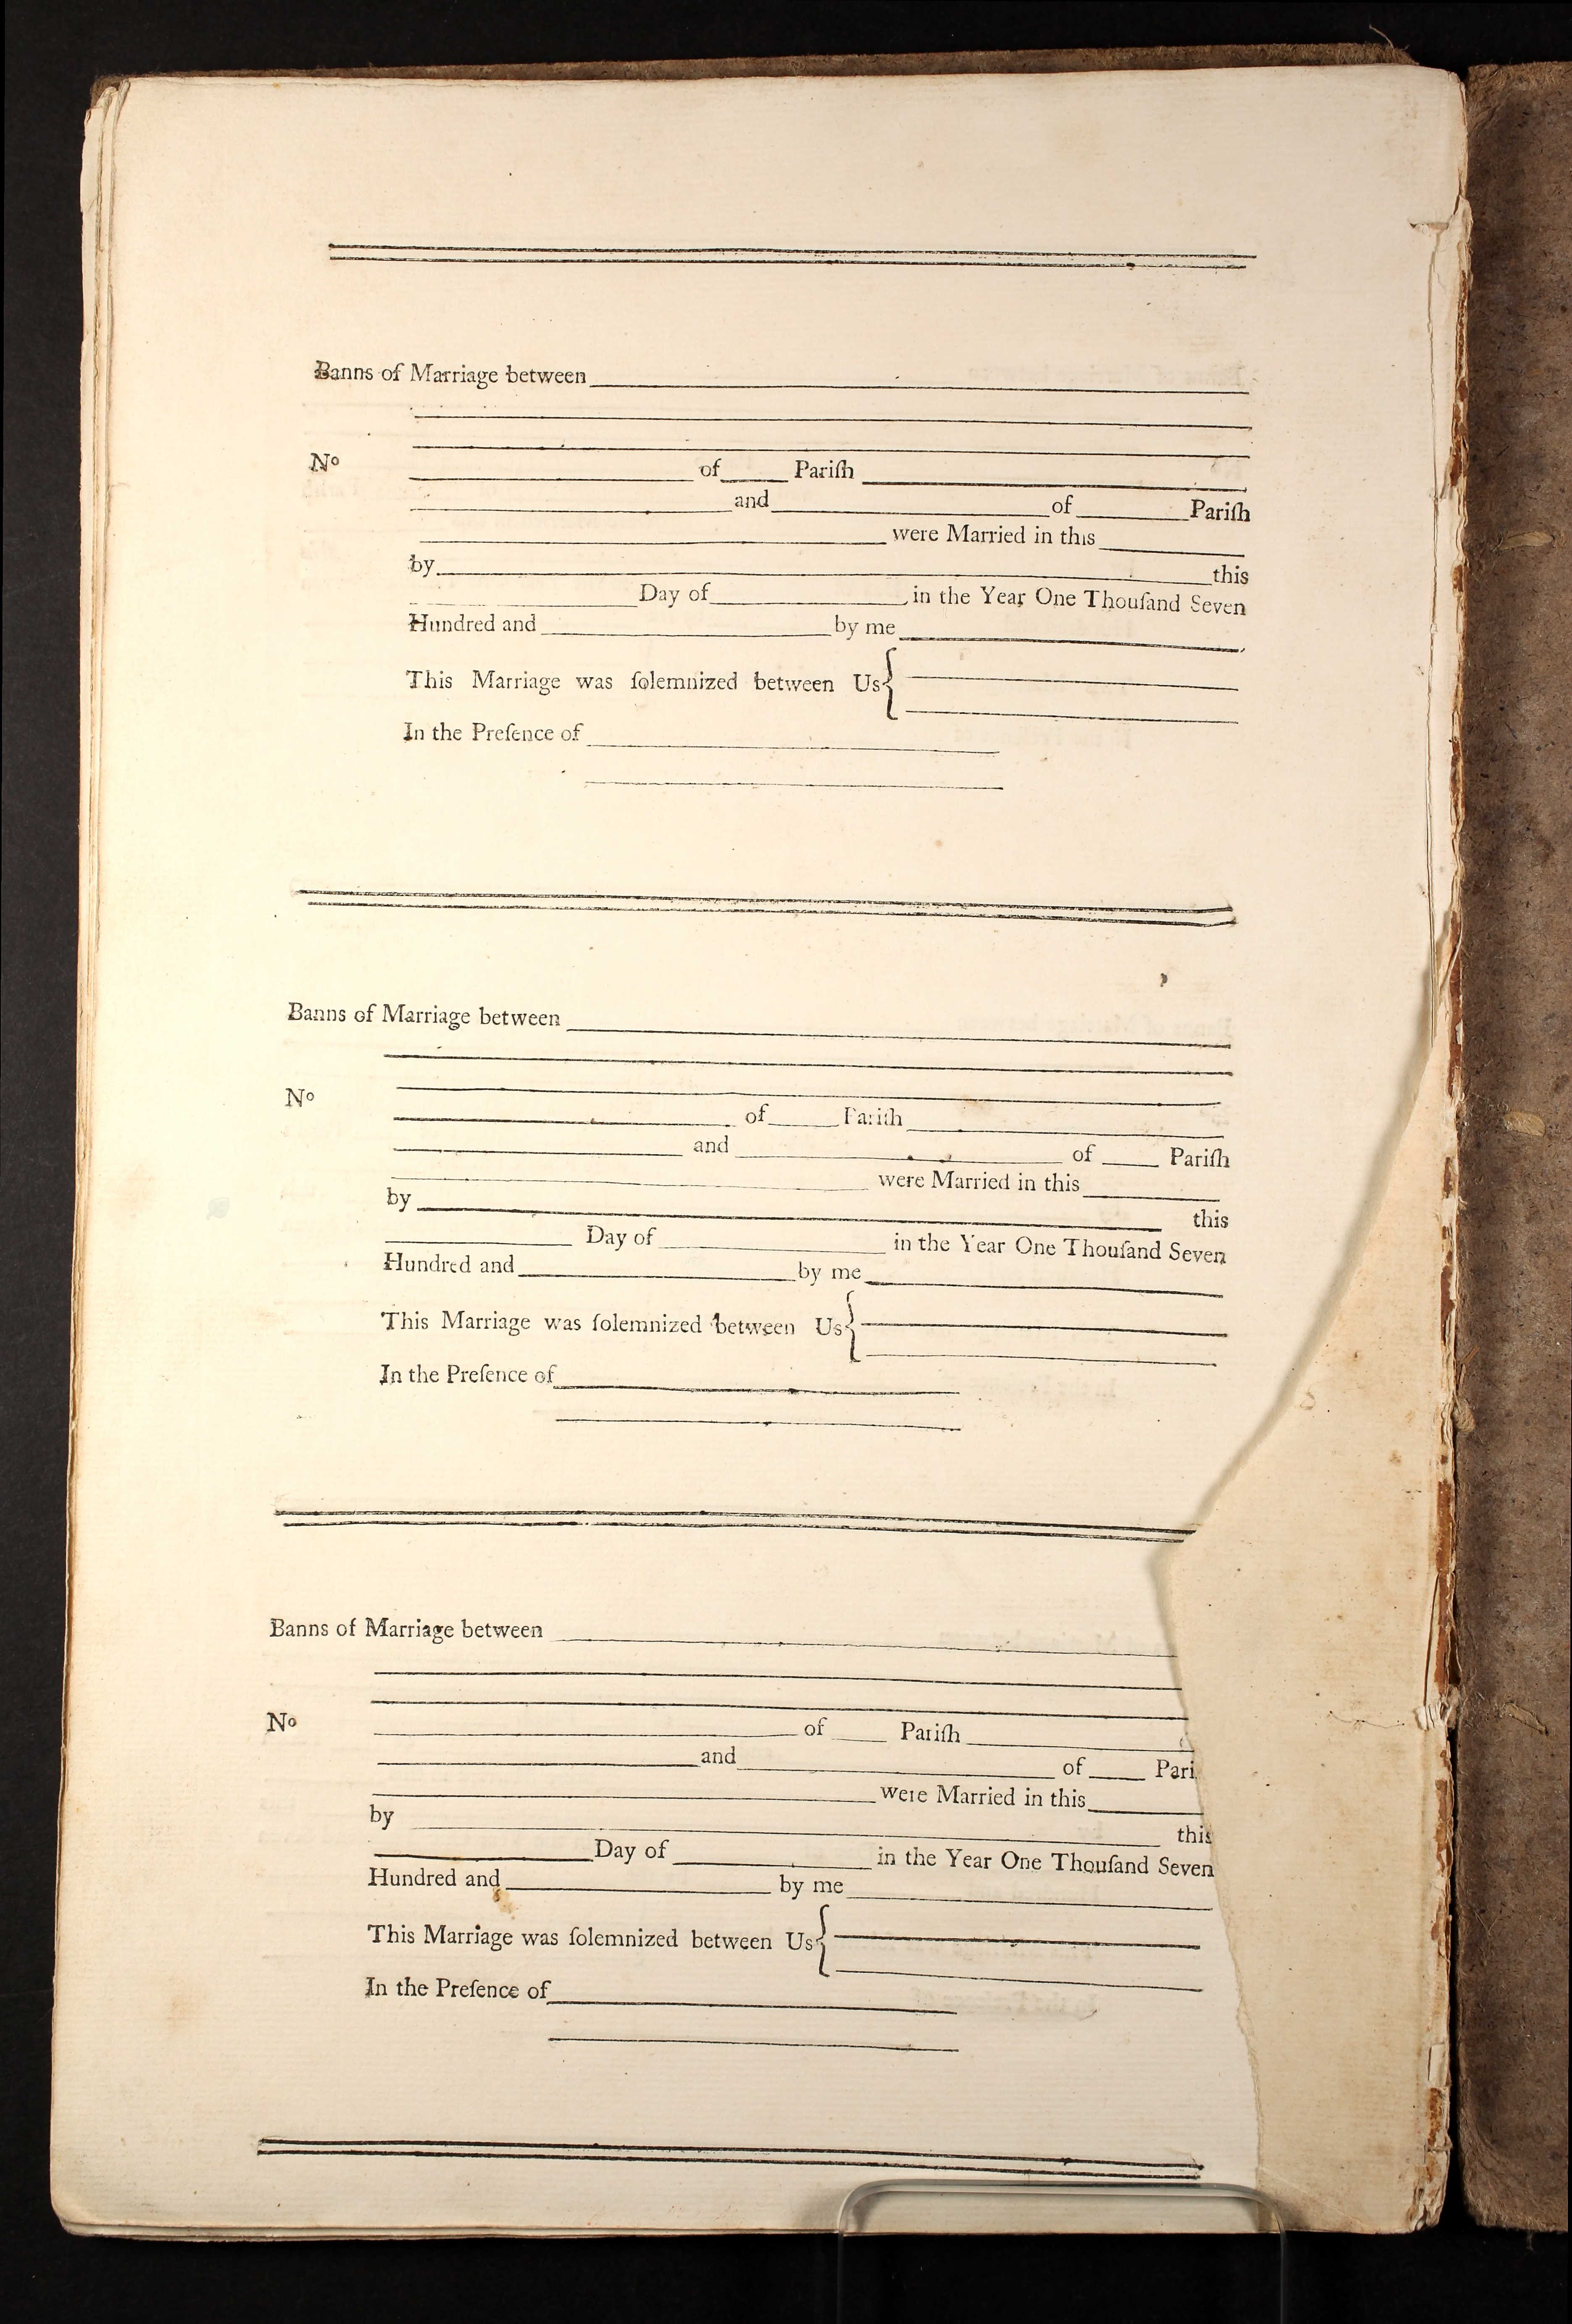 Banns of Marriage between
Nº
of Pariſh
and of Pariſh
were Married in this
by this
Day of in the Year One Thouſand Seven
Hundred and by me
This Marriage was ſolemnized between Us
In the Preſence of
Banns of Marriage between
Nº
of Pariſh
and of Pariſh
were Married in this
by this
Day of in the Year One Thouſand Seven
Hundred and by me
This Marriage was ſolemnized between Us
In the Preſence of
Banns of Marriage between
Nº
of Pariſh
and of Pari
were Married in this
by this
Day of in the Year One Thouſand Seven
Hundred and by me
This Marriage was ſolemnized between Us
In the Preſence of